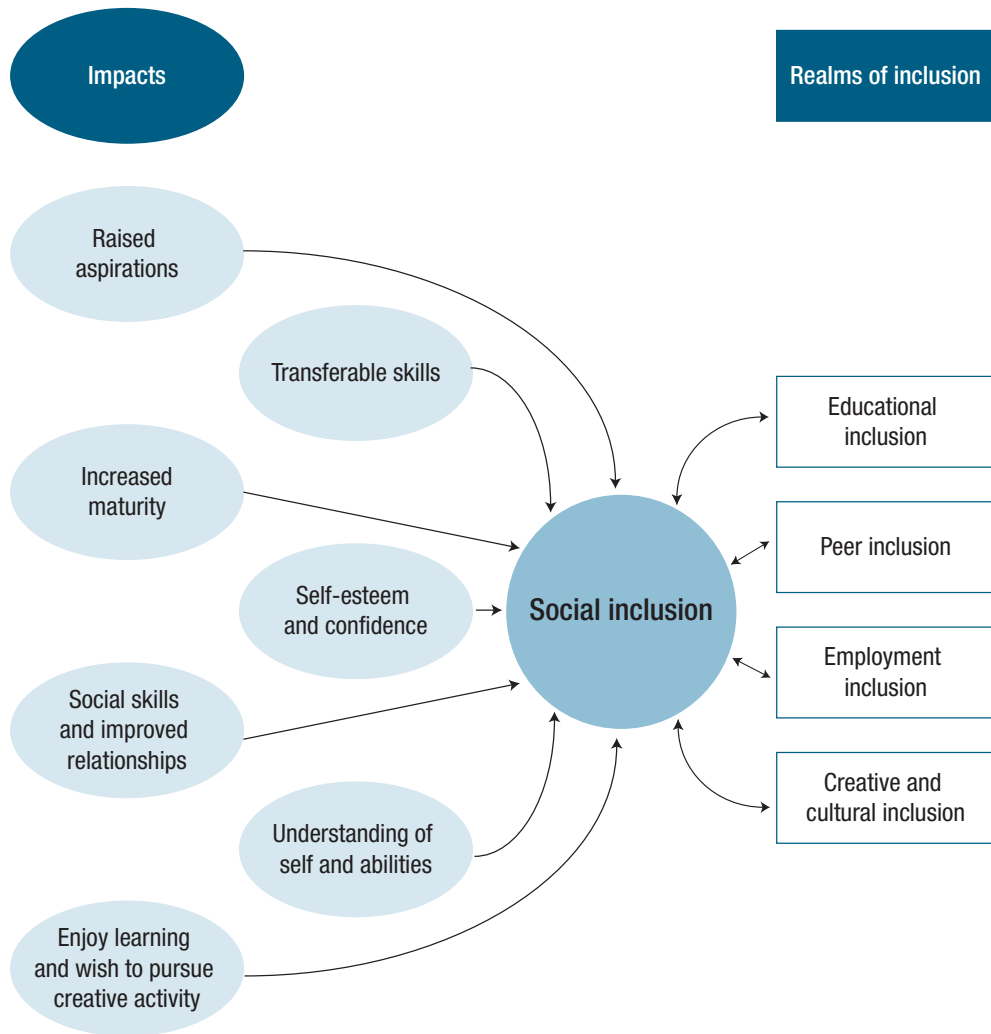 Impacts
Realms of inclusion
Raised
aspirations
Transferable skills
Educational
inclusion
Increased
maturity
Peer inclusion
Self-esteem
and confidence
Social inclusion
Employment
inclusion
Social skills
and improved
relationships
Creative and
cultural inclusion
Understanding of
self and abilities
Enjoy learning
and wish to pursue
creative activity